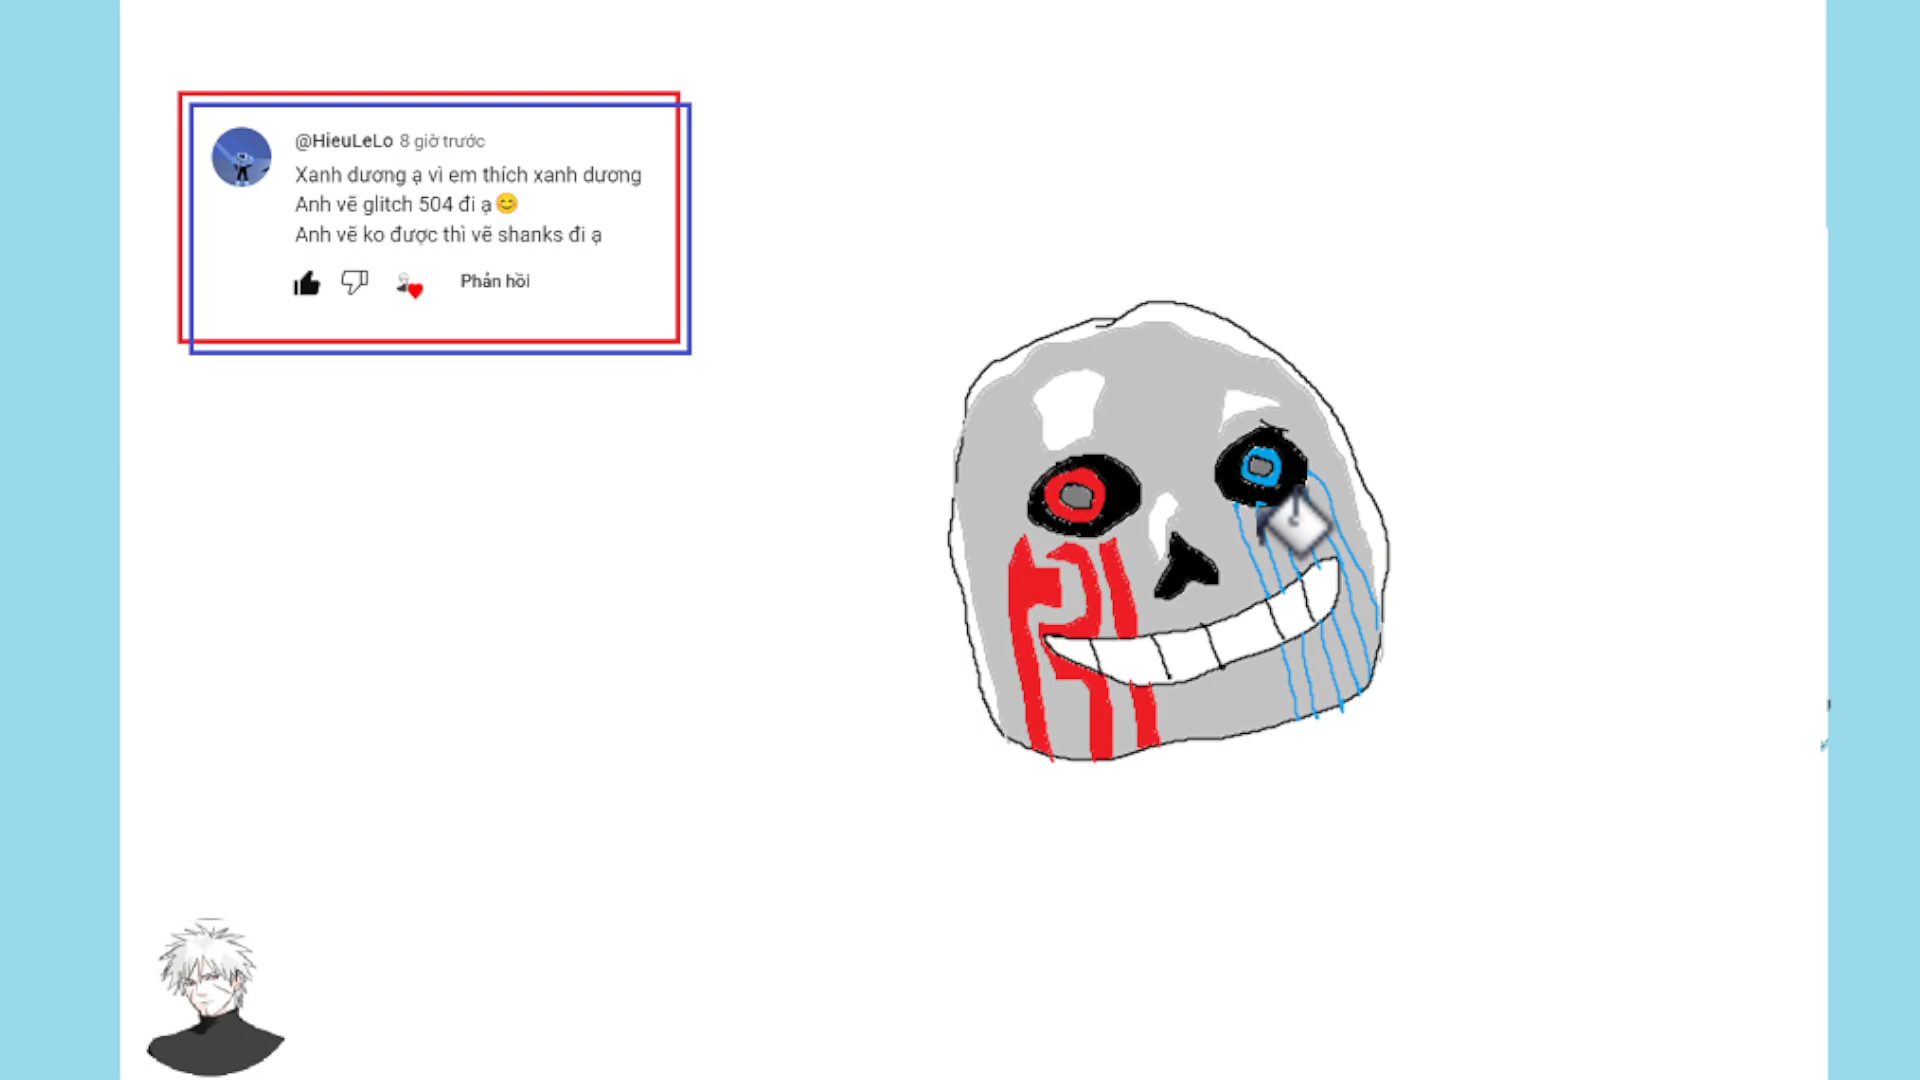 @HieuLeLo 8 giờ trước
Xanh dương ạ vì em thích xanh dương
Anh vẽ glitch 504 đi ạ😊
Anh vẽ ko được thì vẽ shanks đi ạ
Phản hồi